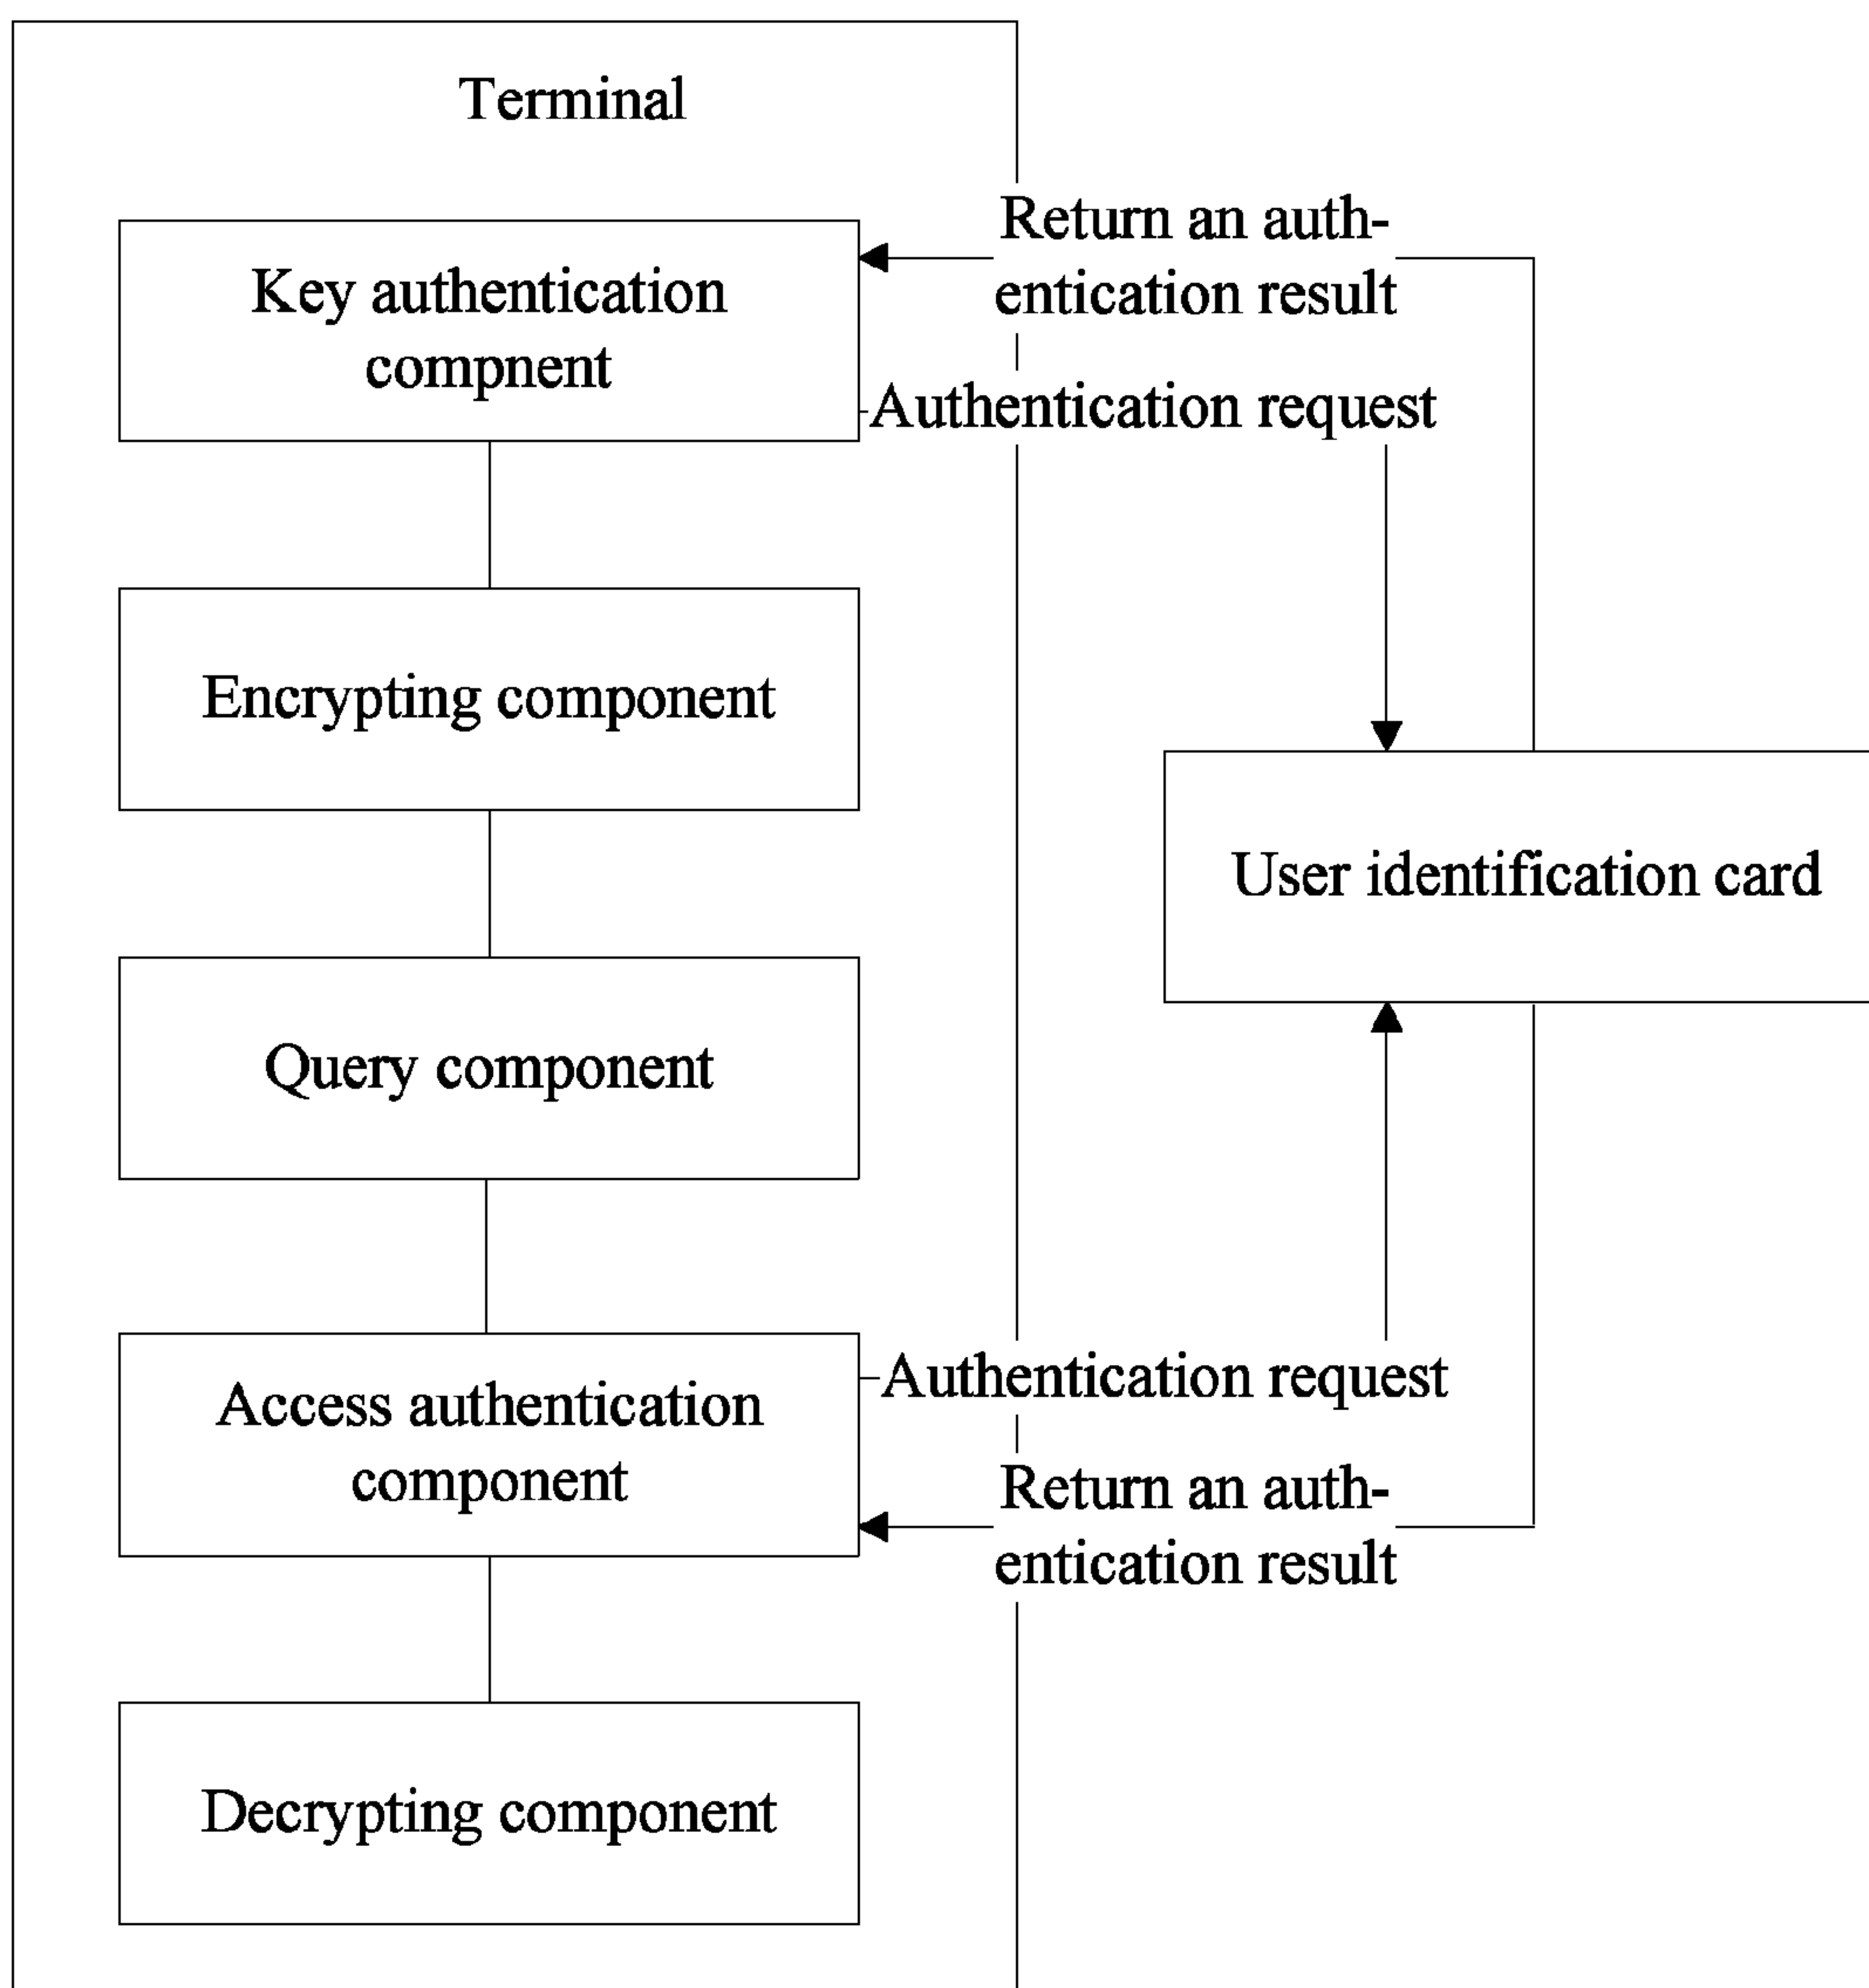 Terminal
Return an auth-
entication result
Key authentication
compnent
Authentication request
Encrypting component
User identification card
Query component
Authentication request
Access authentication
component
Return an auth-
entication result
Decrypting component